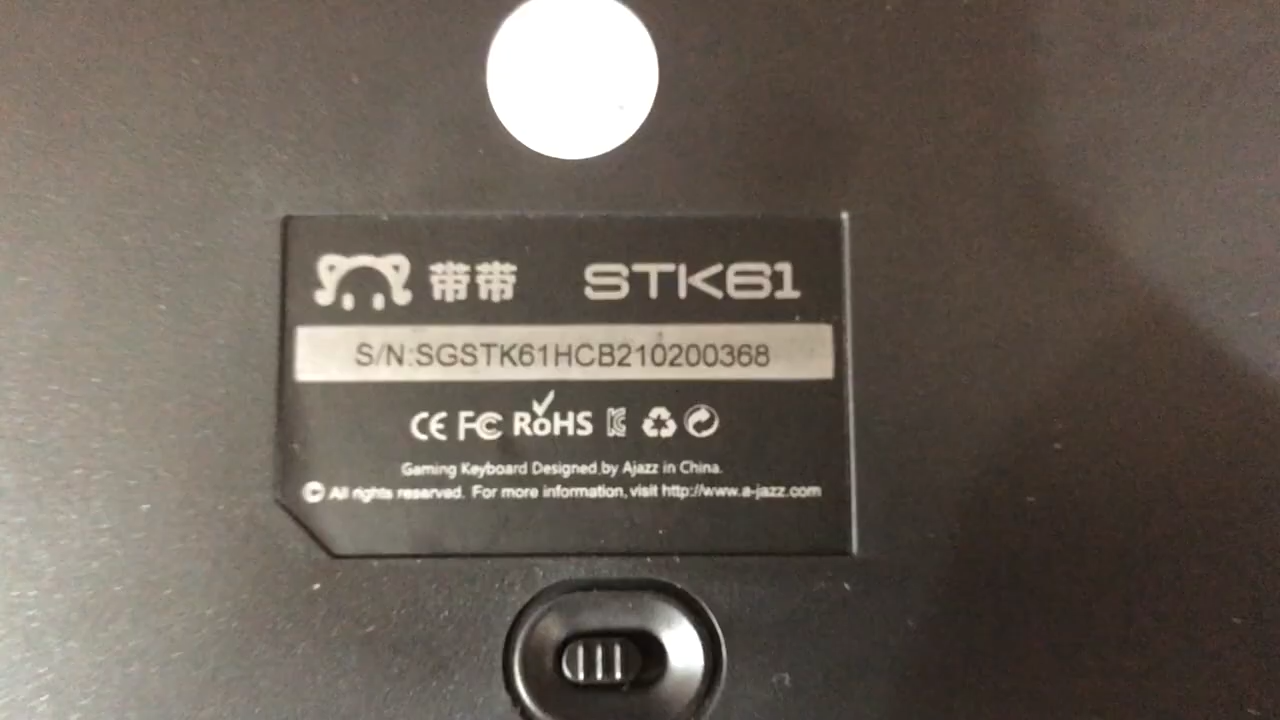 带带 STK61
S/N:SGSTK61HCB210200368
CE FC RoHS
Gaming Keyboard Designed by Ajazz in China.
© All rights reserved. For more information, visit http://www.a-jazz.com